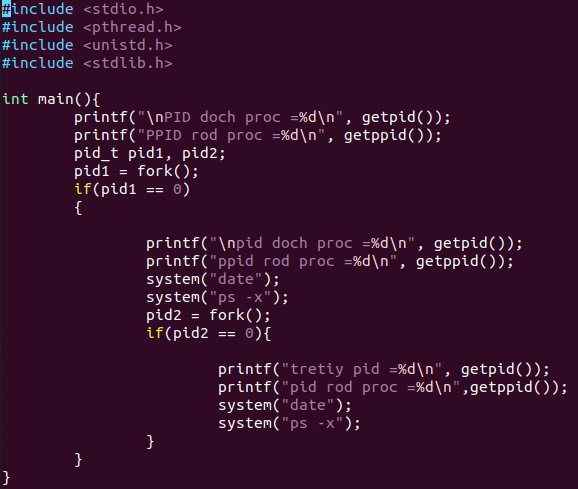 #include <stdio.h>
#include <pthread.h>
#include <unistd.h>
#include <stdlib.h>

int main(){
        printf("\nPID doch proc =%d\n", getpid());
        printf("PPID rod proc =%d\n", getppid());
        pid_t pid1, pid2;
        pid1 = fork();
        if(pid1 == 0)
        {

                printf("\npid doch proc =%d\n", getpid());
                printf("ppid rod proc =%d\n", getppid());
                system("date");
                system("ps -x");
                pid2 = fork();
                if(pid2 == 0){

                        printf("tretiy pid =%d\n", getpid());
                        printf("pid rod proc =%d\n",getppid());
                        system("date");
                        system("ps -x");
                }
        }
}